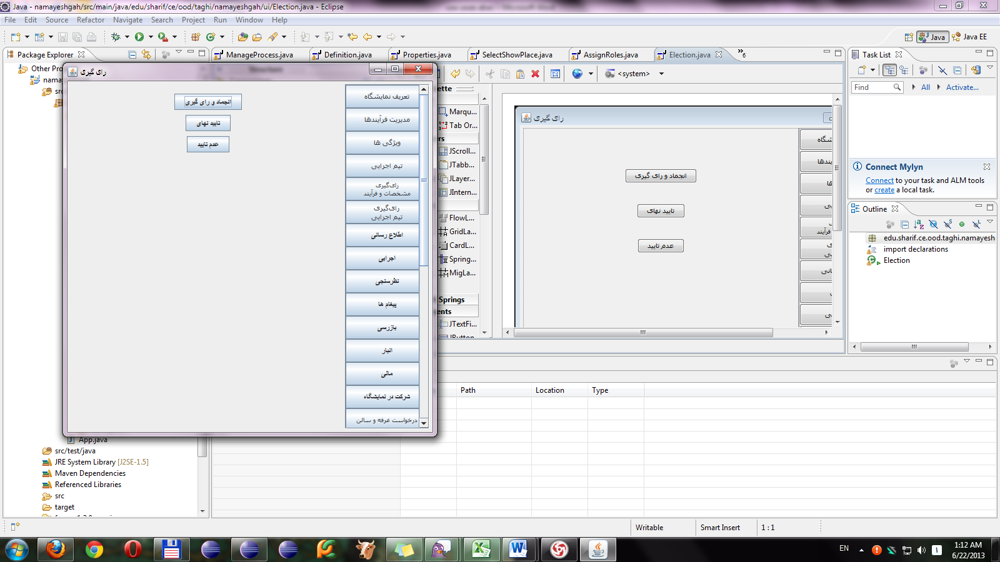 Java - namayeshgah/src/main/java/edu/sharif/ce/ood/taghi/namayeshgah/ui/Election.java - Eclipse
File Edit Source Refactor Navigate Search Project Run Window Help
Java
Java EE
Package Explorer
ManageProcess.java
Definition.java
Properties.java
SelectShowPlace.java
AssignRoles.java
Election.java
6
Task List
Other Pro
nama
src
رای گیری
انجماد و رای گیری
تایید نهای
عدم تایید
تعریف نمایشگاه
مدیریت فرآیندها
ویژگی ها
تیم اجرایی
رای‌گیری
مشخصات و فرآیند
رای‌گیری
تیم اجرایی
اطلاع رسانی
اجرایی
نظرسنجی
پیغام ها
بازرسی
انبار
مالی
شرکت در نمایشگاه
درخواست غرفه و سالن
<system>
ette
Marqu...
Tab Or...
rs
JScroll...
JTabb...
JLayer...
JIntern...
FlowL...
GridLa...
CardL...
Spring...
MigLa...
Springs
ents
JTextFi...
JButton
رای گیری
انجماد و رای گیری
تایید نهای
عدم تایید
شگاه
یندها
ها
یی
فرآیند
ی
یی
انی
ی
Find
All
Activate...
Connect Mylyn
Connect to your task and ALM tools
or create a local task.
Outline
edu.sharif.ce.ood.taghi.namayesh
import declarations
Election
App.java
src/test/java
JRE System Library [J2SE-1.5]
Maven Dependencies
Referenced Libraries
src
target
Path
Location
Type
Writable
Smart Insert
1 : 1
EN
1:12 AM
6/22/2013